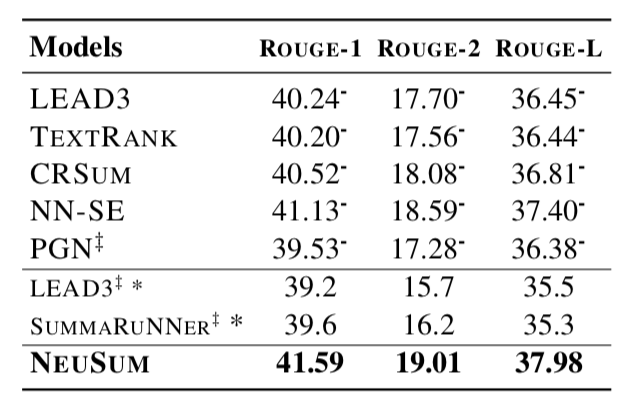 Models ROUGE-1 ROUGE-2 ROUGE-L
LEAD3 40.24- 17.70- 36.45-
TEXTRANK 40.20- 17.56- 36.44-
CRSUM 40.52- 18.08- 36.81-
NN-SE 41.13- 18.59- 37.40-
PGN‡ 39.53- 17.28- 36.38-
LEAD3‡ * 39.2 15.7 35.5
SUMMARUNNER‡ * 39.6 16.2 35.3
NEUSUM 41.59 19.01 37.98